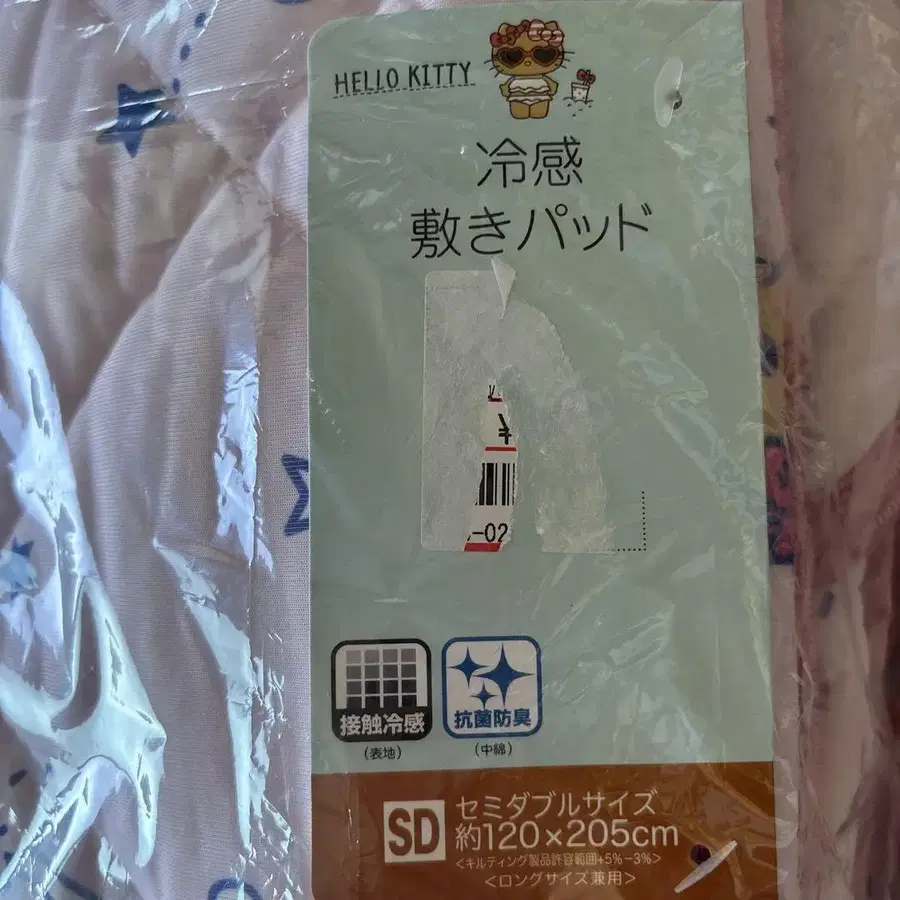 HELLO KITTY
冷感
敷きパッド
¥
-02
接触冷感
(表地)
抗菌防臭
(中綿)
SD
セミダブルサイズ
約120×205cm
<キルティング製品許容範囲+5%-3%>
<ロングサイズ兼用>